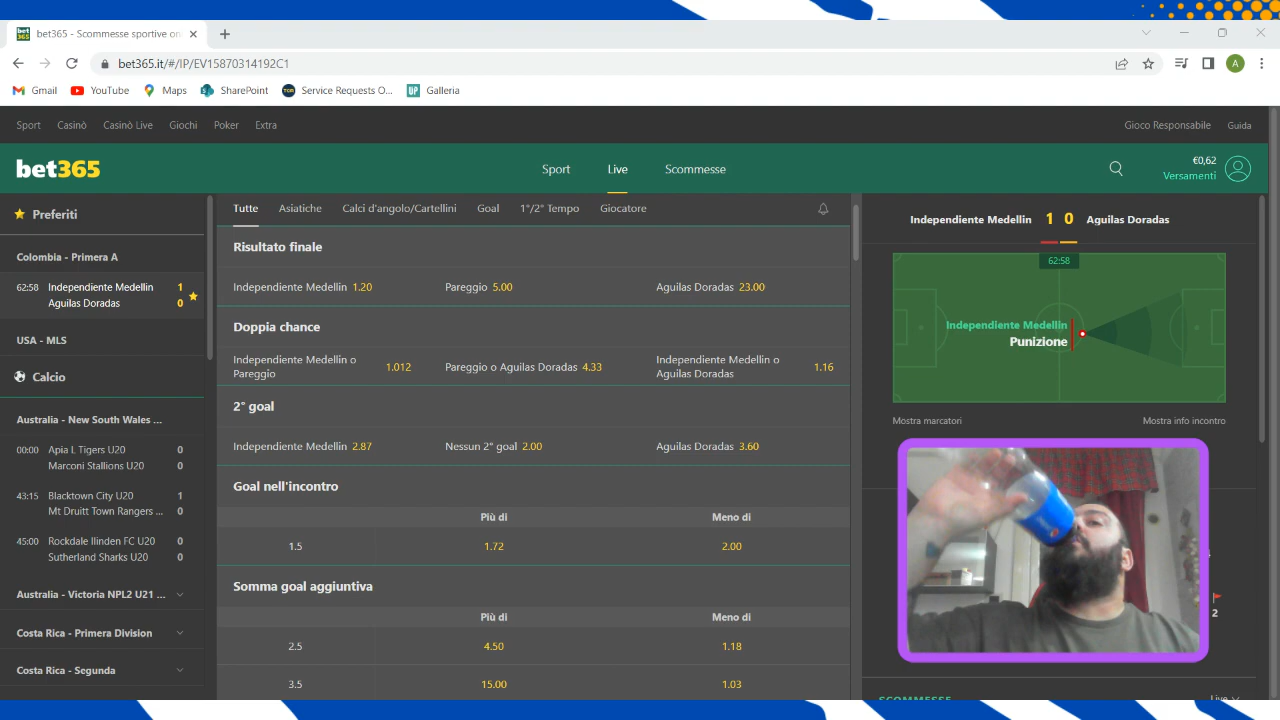 bet365 - Scommesse sportive on
bet365.it/#/IP/EV15870314192C1
A
Gmail YouTube Maps SharePoint Service Requests O... Galleria
Sport Casinò Casinò Live Giochi Poker Extra Gioco Responsabile Guida
bet365 Sport Live Scommesse €0,62
Versamenti
Preferiti
Colombia - Primera A
62:58 Independiente Medellin 1
Aguilas Doradas 0
USA - MLS
Calcio
Australia - New South Wales ...
00:00 Apia L Tigers U20 0
Marconi Stallions U20 0
43:15 Blacktown City U20 1
Mt Druitt Town Rangers ... 0
45:00 Rockdale Ilinden FC U20 0
Sutherland Sharks U20 0
Australia - Victoria NPL2 U21 ...
Costa Rica - Primera Division
Costa Rica - Segunda
Tutte Asiatiche Calci d'angolo/Cartellini Goal 1°/2° Tempo Giocatore
Risultato finale
Independiente Medellin 1.20 Pareggio 5.00 Aguilas Doradas 23.00
Doppia chance
Independiente Medellin o Pareggio 1.012 Pareggio o Aguilas Doradas 4.33 Independiente Medellin o Aguilas Doradas 1.16
2° goal
Independiente Medellin 2.87 Nessun 2° goal 2.00 Aguilas Doradas 3.60
Goal nell'incontro
Più di Meno di
1.5 1.72 2.00
Somma goal aggiuntiva
Più di Meno di
2.5 4.50 1.18
3.5 15.00 1.03
Independiente Medellin 1 0 Aguilas Doradas
62:58
Independiente Medellin
Punizione
Mostra marcatori Mostra info incontro
2
SCOMMESSE Live